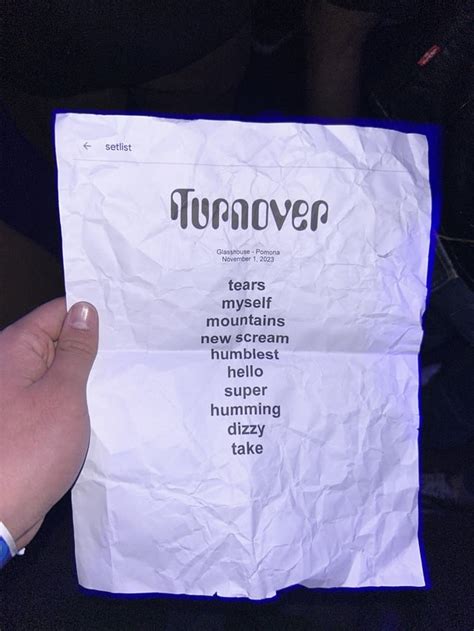 ← setlist
Turnover
Glasshouse - Pomona
November 1, 2023
tears
myself
mountains
new scream
humblest
hello
super
humming
dizzy
take